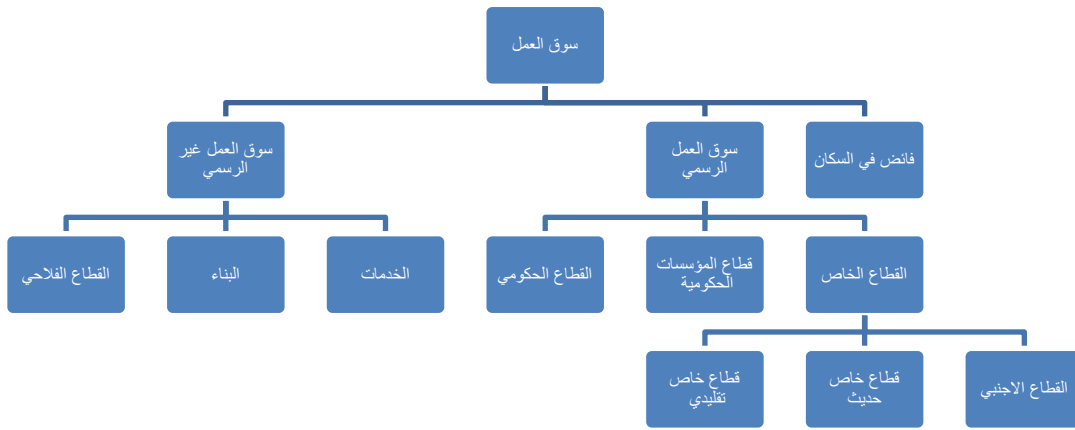 سوق العمل
فائض في السكان
سوق العمل
الرسمي
سوق العمل غير
الرسمي
القطاع الخاص
قطاع المؤسسات
الحكومية
القطاع الحكومي
الخدمات
البناء
القطاع الفلاحي
القطاع الاجنبي
قطاع خاص
حديث
قطاع خاص
تقليدي